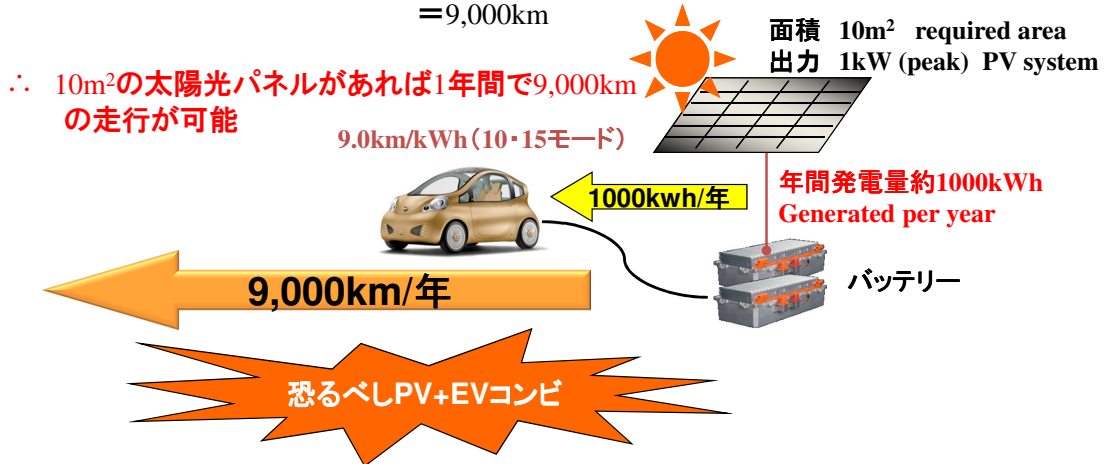 ＝9,000km
面積 10m² required area
出力 1kW (peak) PV system
∴ 10m²の太陽光パネルがあれば1年間で9,000km
の走行が可能
9.0km/kWh（10・15モード）
1000kwh/年
年間発電量約1000kWh
Generated per year
バッテリー
9,000km/年
恐るべしPV+EVコンビ